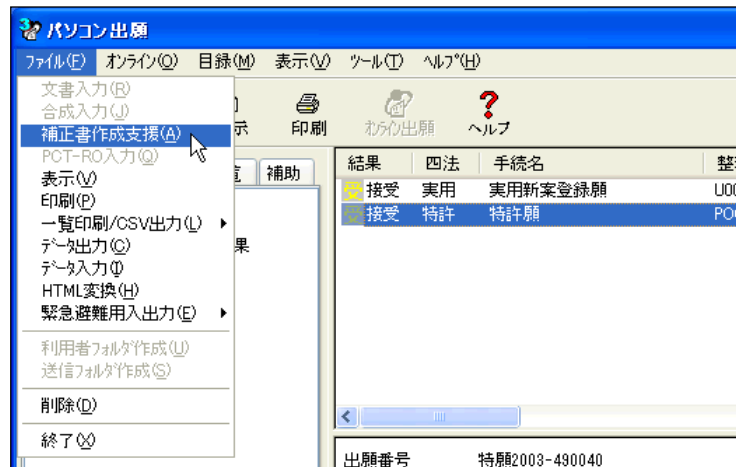 パソコン出願
ファイル(F) オンライン(O) 目録(M) 表示(V) ツール(T) ヘルプ(H)
文書入力(R)
合成入力(J)
補正書作成支援(A)
PCT-RO入力(Q)
表示(V)
印刷(P)
一覧印刷/CSV出力(L)
データ出力(C)
データ入力(I)
HTML変換(H)
緊急避難用入出力(E)
利用者フォルダ作成(U)
送信フォルダ作成(S)
削除(D)
終了(X)
示 印刷 オンライン出願 ヘルプ
補助
果
結果 四法 手続名 整
受 接受 実用 実用新案登録願 U00
受 接受 特許 特許願
出願番号 特願2003-490040